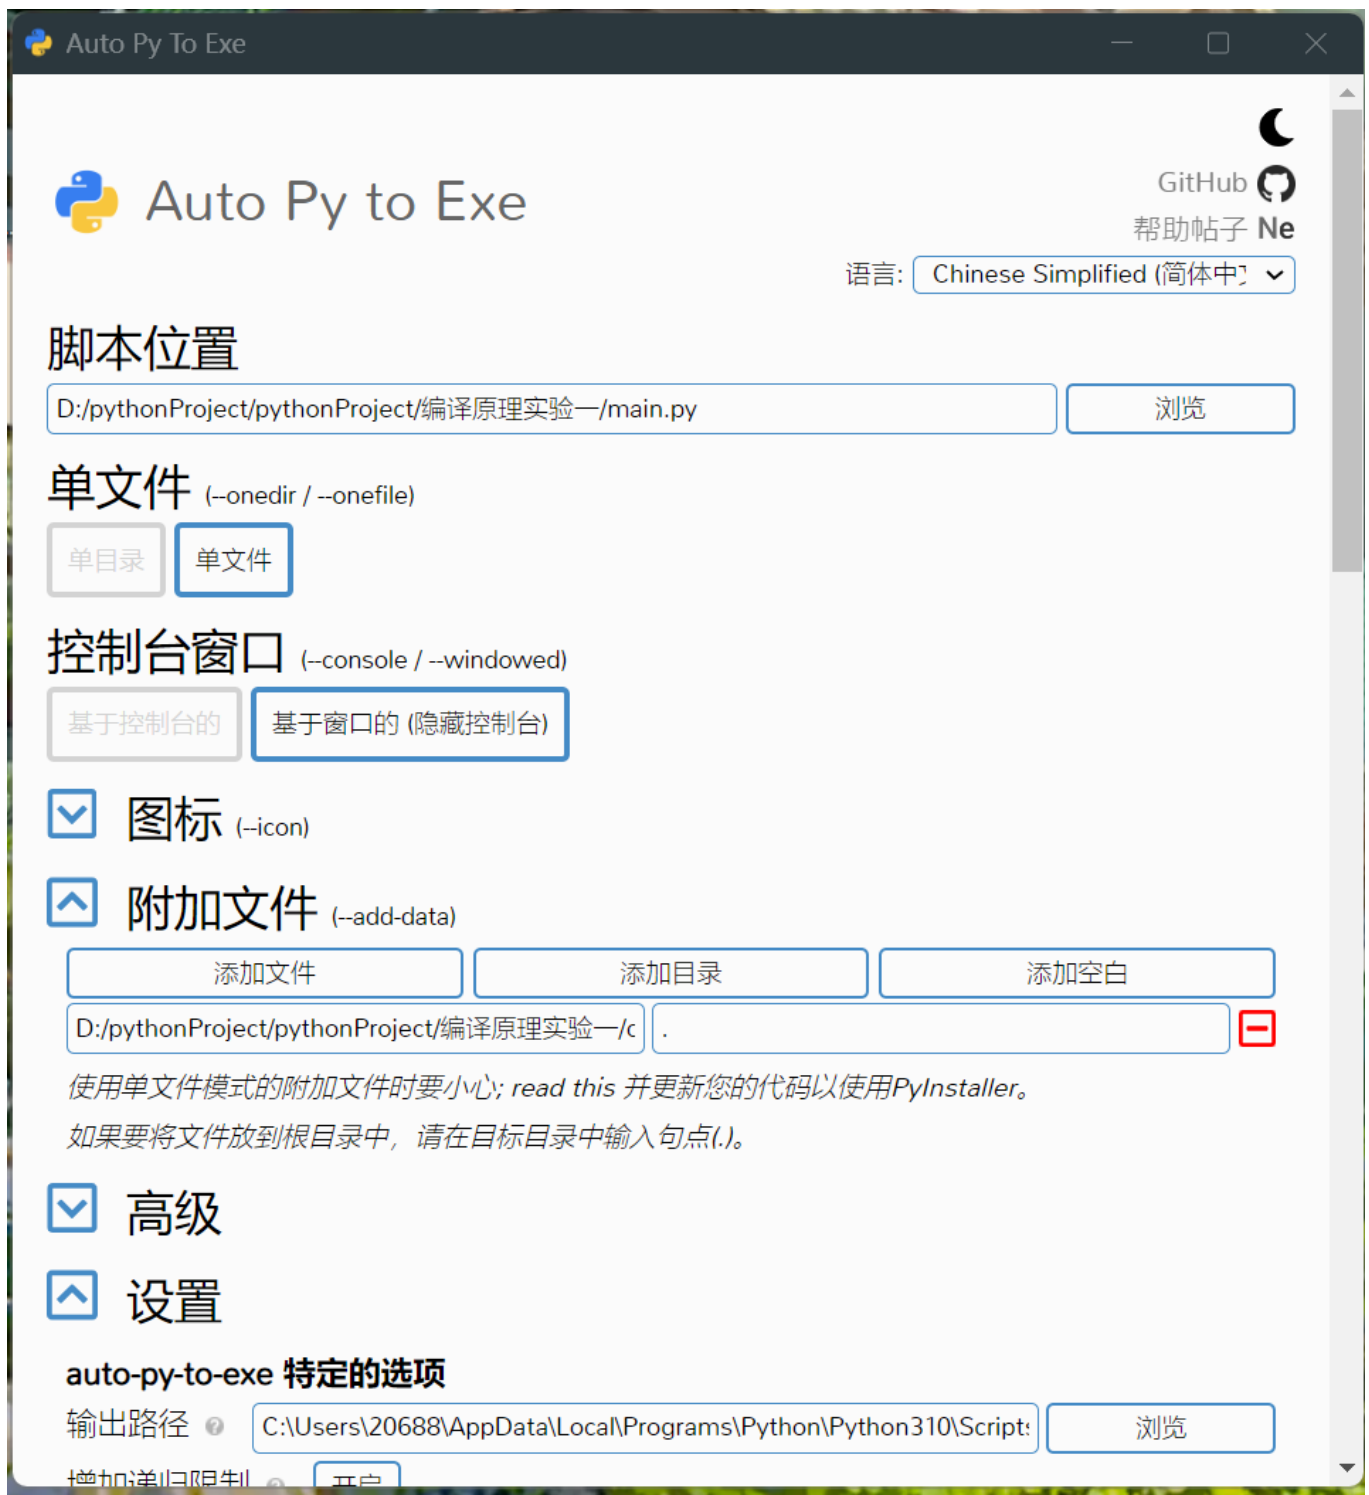 Auto Py To Exe
Auto Py to Exe
GitHub
帮助帖子 Ne
语言: Chinese Simplified (简体中
脚本位置
D:/pythonProject/pythonProject/编译原理实验一/main.py 浏览
单文件 (--onedir / --onefile)
单目录 单文件
控制台窗口 (--console / --windowed)
基于控制台的 基于窗口的 (隐藏控制台)
图标 (--icon)
附加文件 (--add-data)
添加文件 添加目录 添加空白
D:/pythonProject/pythonProject/编译原理实验一/c .
使用单文件模式的附加文件时要小心; read this 并更新您的代码以使用PyInstaller。
如果要将文件放到根目录中，请在目标目录中输入句点(.)。
高级
设置
auto-py-to-exe 特定的选项
输出路径 ? C:\Users\20688\AppData\Local\Programs\Python\Python310\Scripts 浏览
增加递归限制 ? 开启